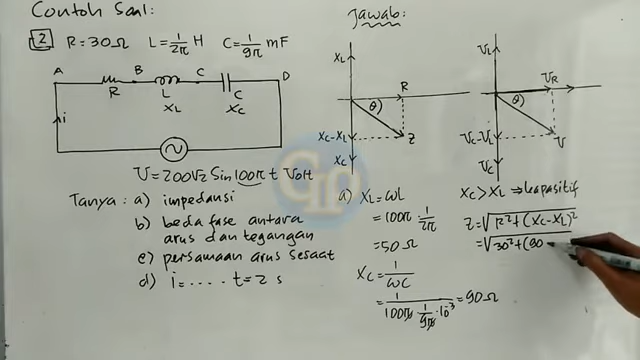 Contoh Soal:
2 R = 30 Ω L = 1/2π H C = 1/9π mF
A B C D
R L C
XL XC
i
V = 200√2 Sin 100π t Volt
Tanya: a) impedansi
b) beda fase antara
arus dan tegangan
c) persamaan arus sesaat
d) i = .... t = 2 s
Jawab:
XL
R
θ)
XC-XL
Z
XC
VL
VR
θ)
VC-VL
V
VC
a) XL = ωL
= 100π 1/2π
= 50 Ω
XC = 1/ωC
= 1/(100π 1/9π · 10⁻³) = 90 Ω
XC > XL ⇒ kapasitif
Z = √R² + (XC-XL)²
= √30² + (90